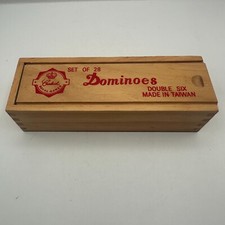 SET OF 28
Dominoes
DOUBLE SIX
MADE IN TAIWAN